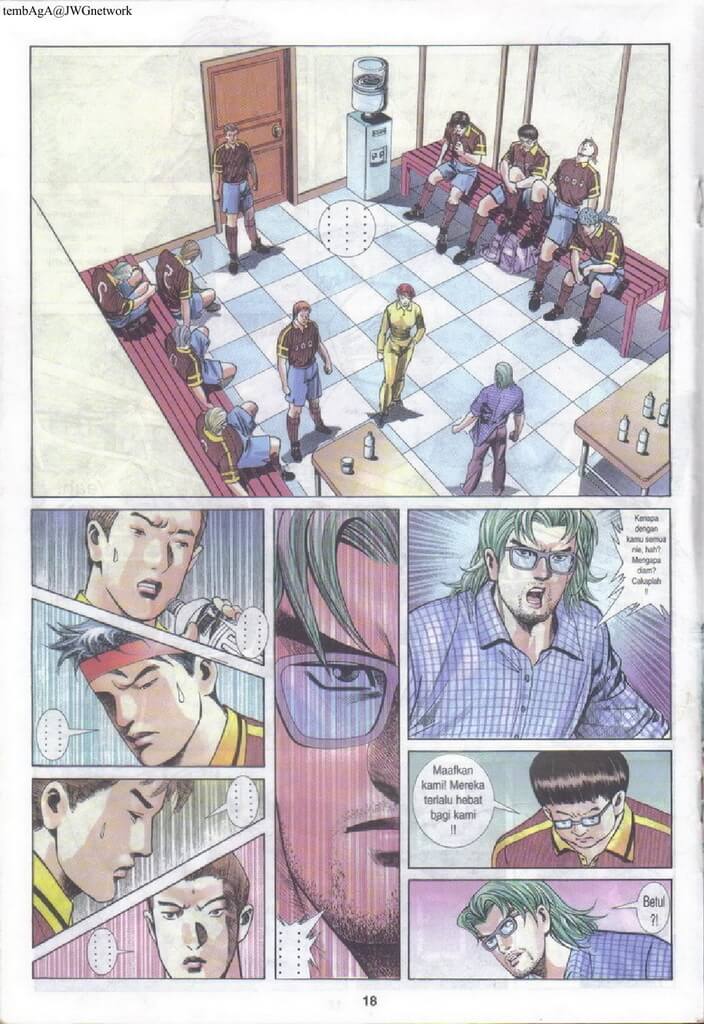 tembAgA@JWGnetwork
Kenapa
dengan
kamu semua
nie, hah?
Mengapa
diam?
Cakaplah
!!
Maafkan
kami! Mereka
terlalu hebat
bagi kami
!!
Betul
?!
18